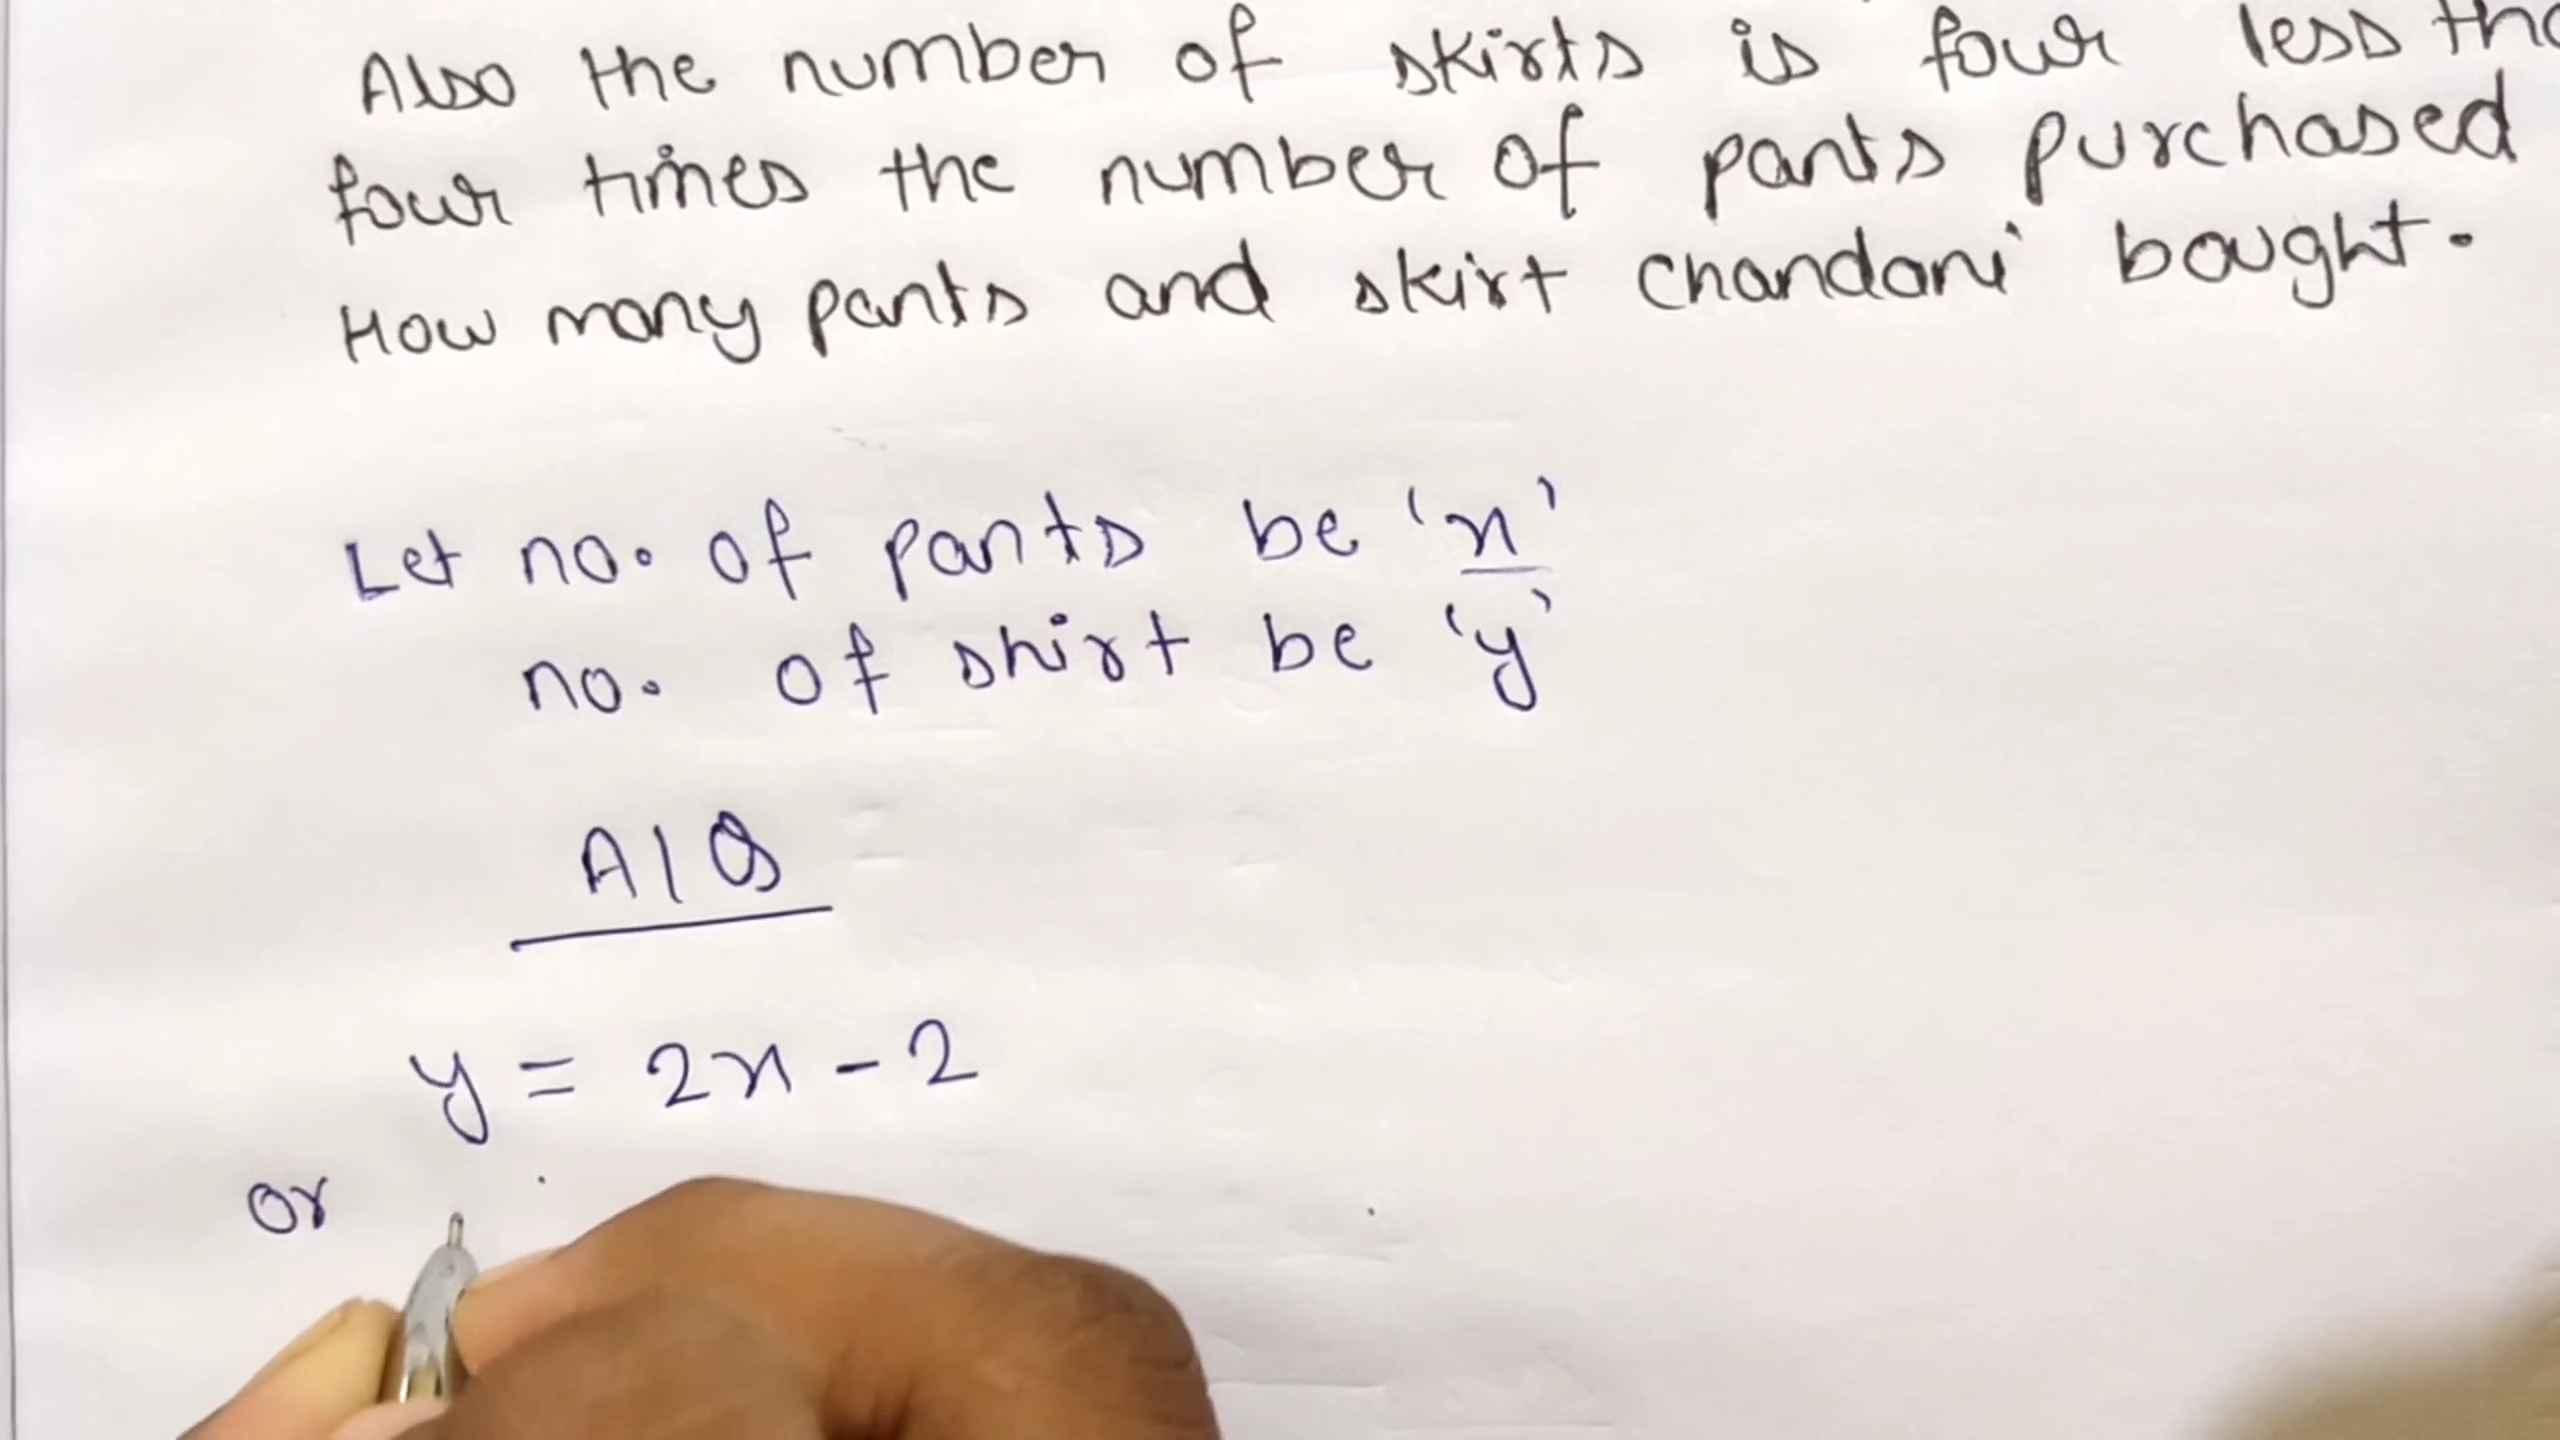 Also the number of skirts is four less
four times the number of pants purchased
How many pants and skirt chandani bought.
Let no. of pants be 'x'
no. of shirt be 'y'
A|Q
y = 2x - 2
or